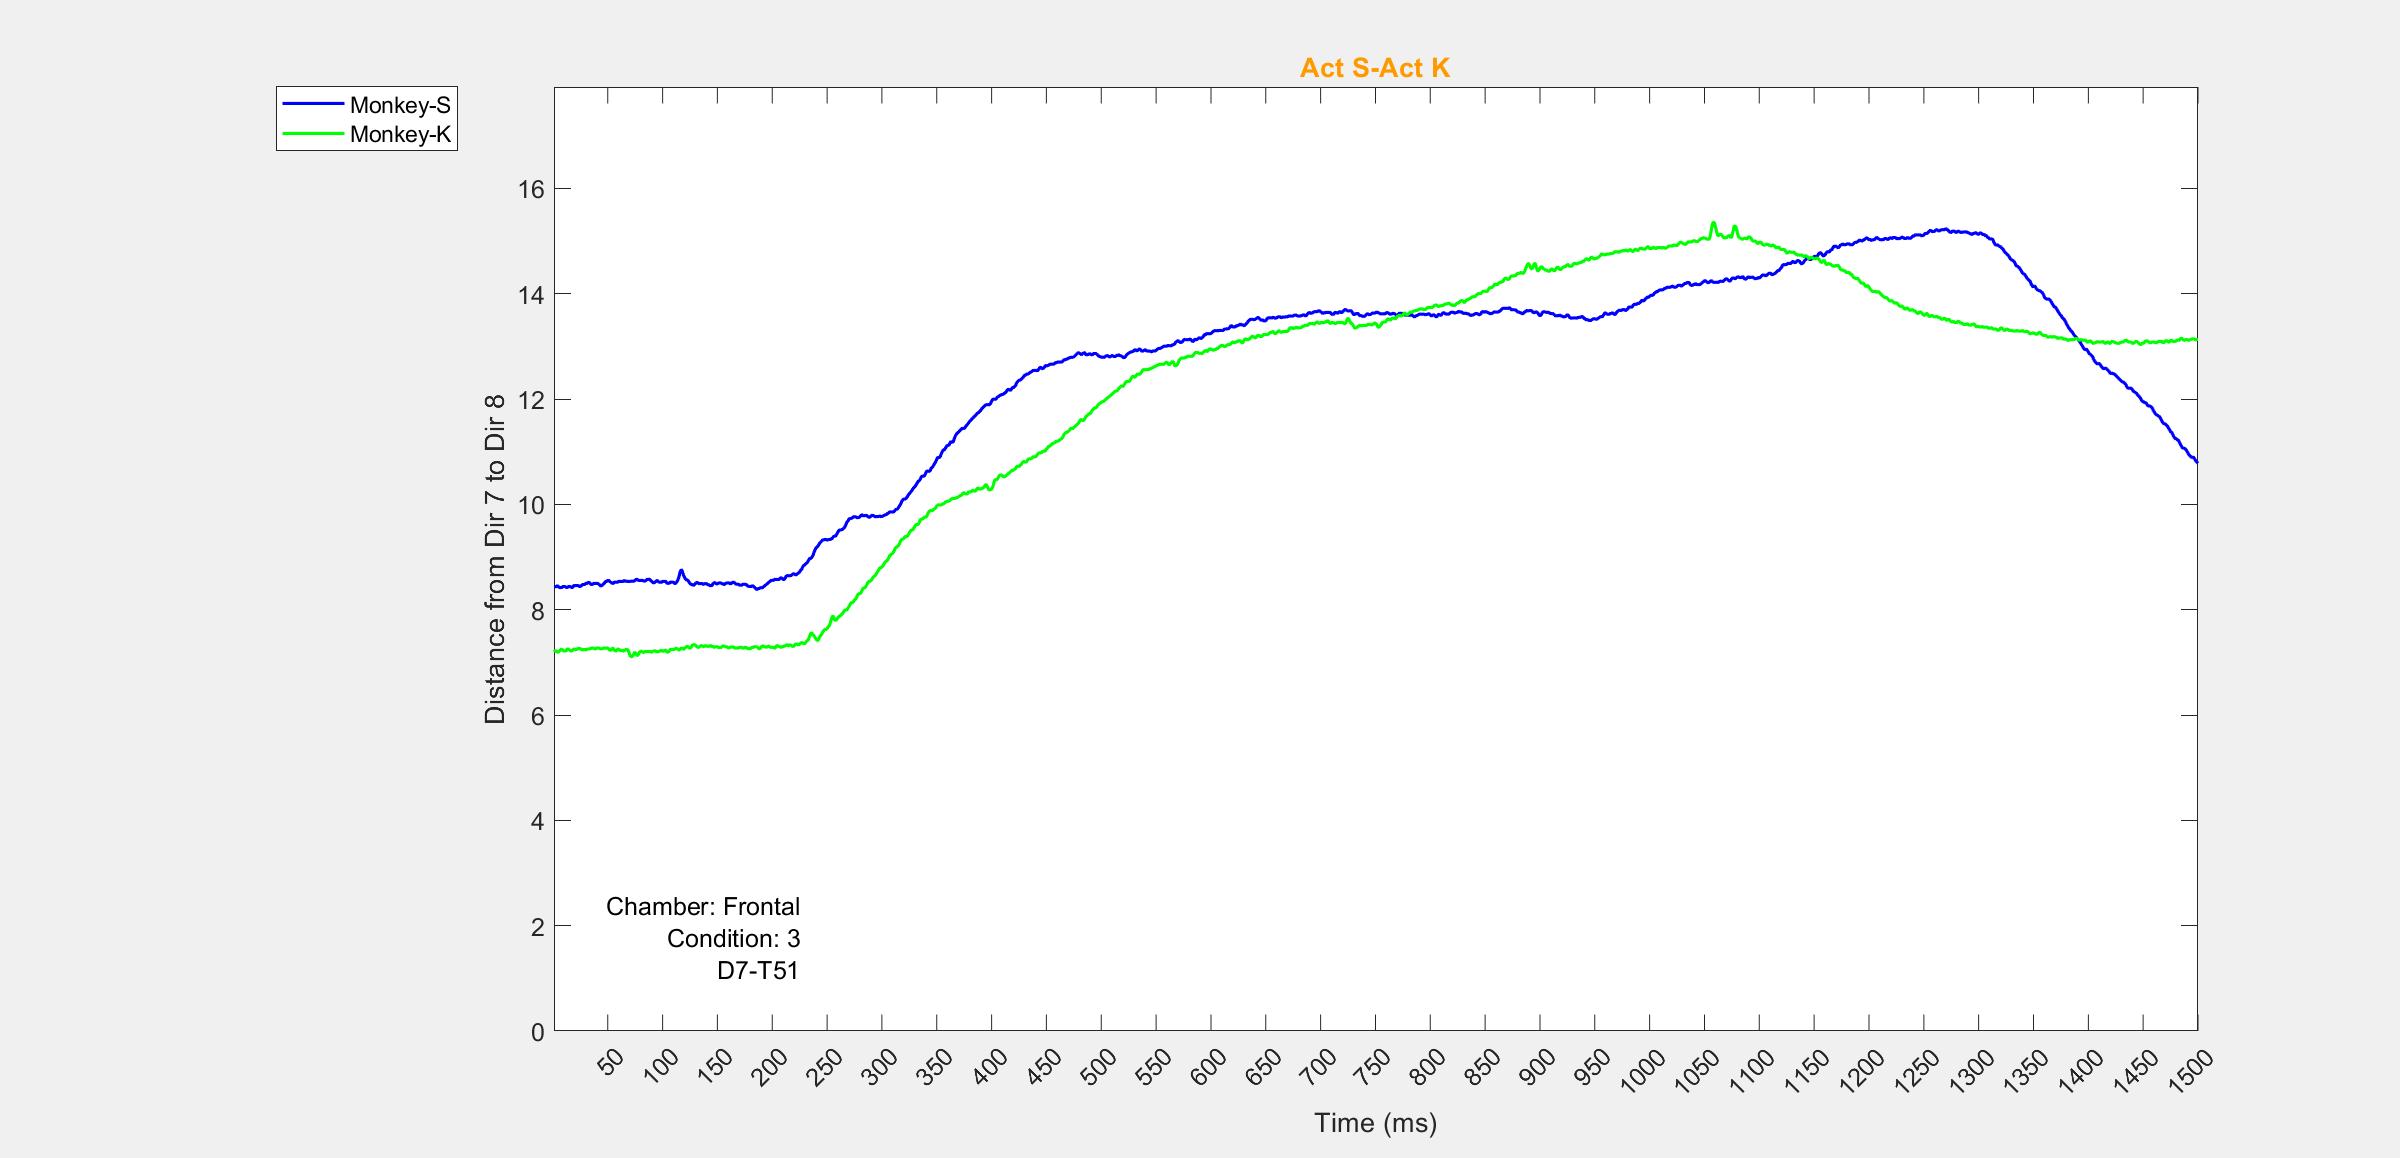 Act S-Act K
Monkey-S
Monkey-K
Distance from Dir 7 to Dir 8
16
14
12
10
8
6
4
2
0
Chamber: Frontal
Condition: 3
D7-T51
50 100 150 200 250 300 350 400 450 500 550 600 650 700 750 800 850 900 950 1000 1050 1100 1150 1200 1250 1300 1350 1400 1450 1500
Time (ms)